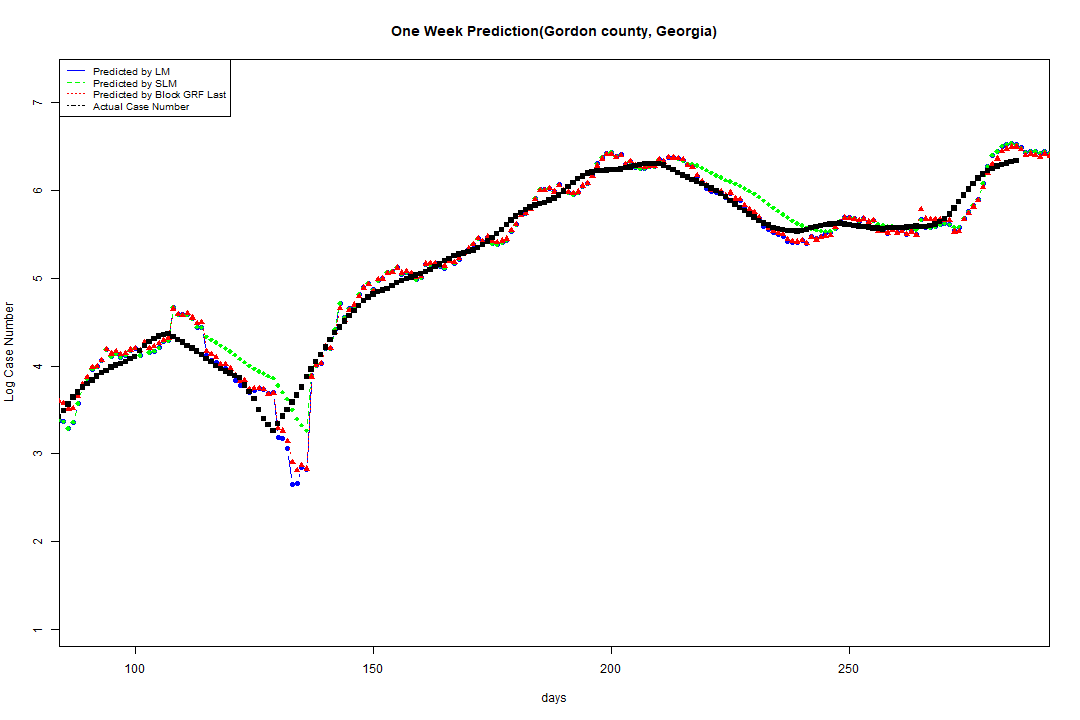 One Week Prediction(Gordon county, Georgia)
Predicted by LM
Predicted by SLM
Predicted by Block GRF Last
Actual Case Number
7
6
5
4
3
2
1
Log Case Number
100 150 200 250
days